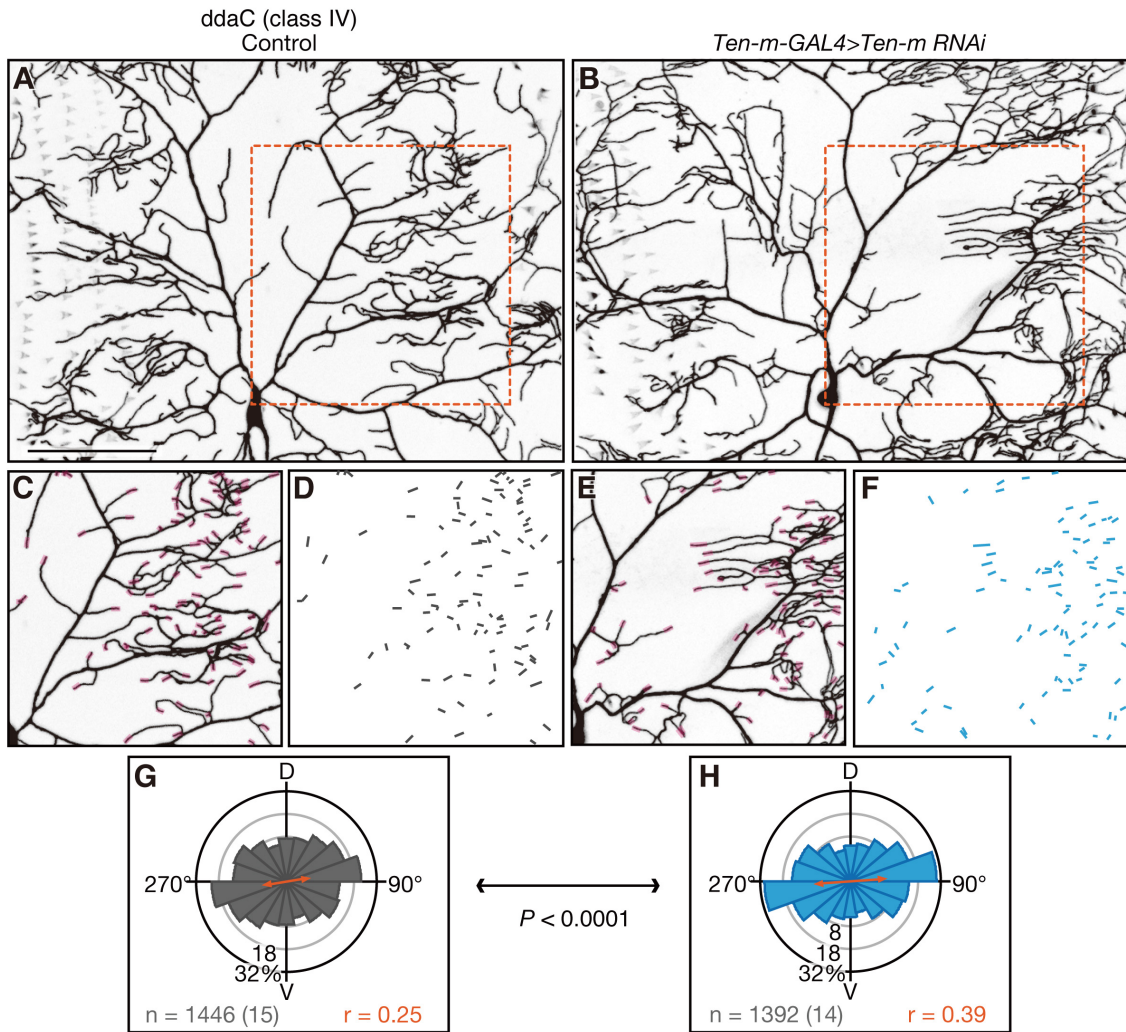 ddaC (class IV)
Control
Ten-m-GAL4>Ten-m RNAi
A
B
C
D
E
F
G
D
270°
90°
18
32%
V
n = 1446 (15)
r = 0.25
P < 0.0001
H
D
270°
90°
8
18
32%
V
n = 1392 (14)
r = 0.39